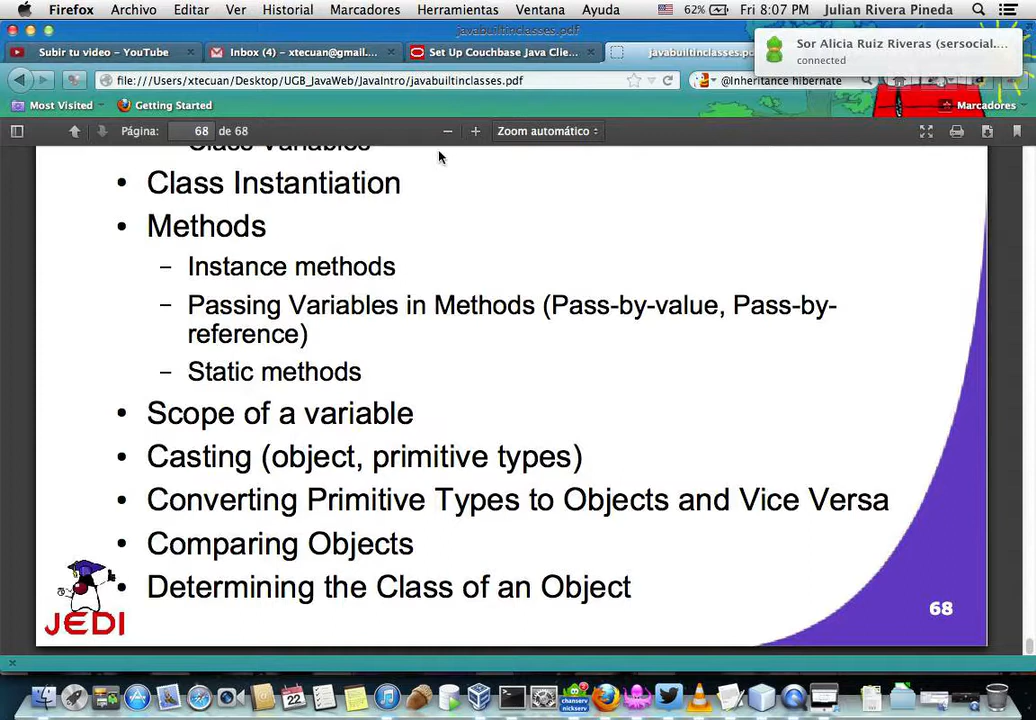 Firefox Archivo Editar Ver Historial Marcadores Herramientas Ventana Ayuda 62% Fri 8:07 PM Julian Rivera Pineda
javabuiltinclasses.pdf
Subir tu video – YouTube Inbox (4) – xtecuan@gmail.... Set Up Couchbase Java Clie... javabuiltinclasses.pdf
Sor Alicia Ruiz Riveras (sersocial....
connected
file:///Users/xtecuan/Desktop/UGB_JavaWeb/JavaIntro/javabuiltinclasses.pdf @Inheritance hibernate
Most Visited Getting Started Marcadores
Página: 68 de 68 Zoom automático
Class Variables
• Class Instantiation
• Methods
– Instance methods
– Passing Variables in Methods (Pass-by-value, Pass-by-
reference)
– Static methods
• Scope of a variable
• Casting (object, primitive types)
• Converting Primitive Types to Objects and Vice Versa
• Comparing Objects
• Determining the Class of an Object
JEDI
68
22
chanserv
nickserv